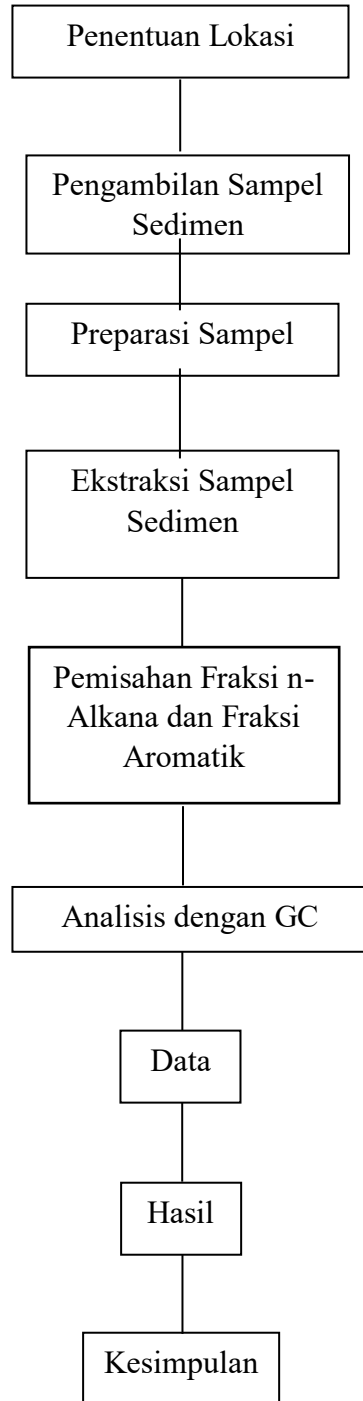 Penentuan Lokasi
Pengambilan Sampel
Sedimen
Preparasi Sampel
Ekstraksi Sampel
Sedimen
Pemisahan Fraksi n-
Alkana dan Fraksi
Aromatik
Analisis dengan GC
Data
Hasil
Kesimpulan